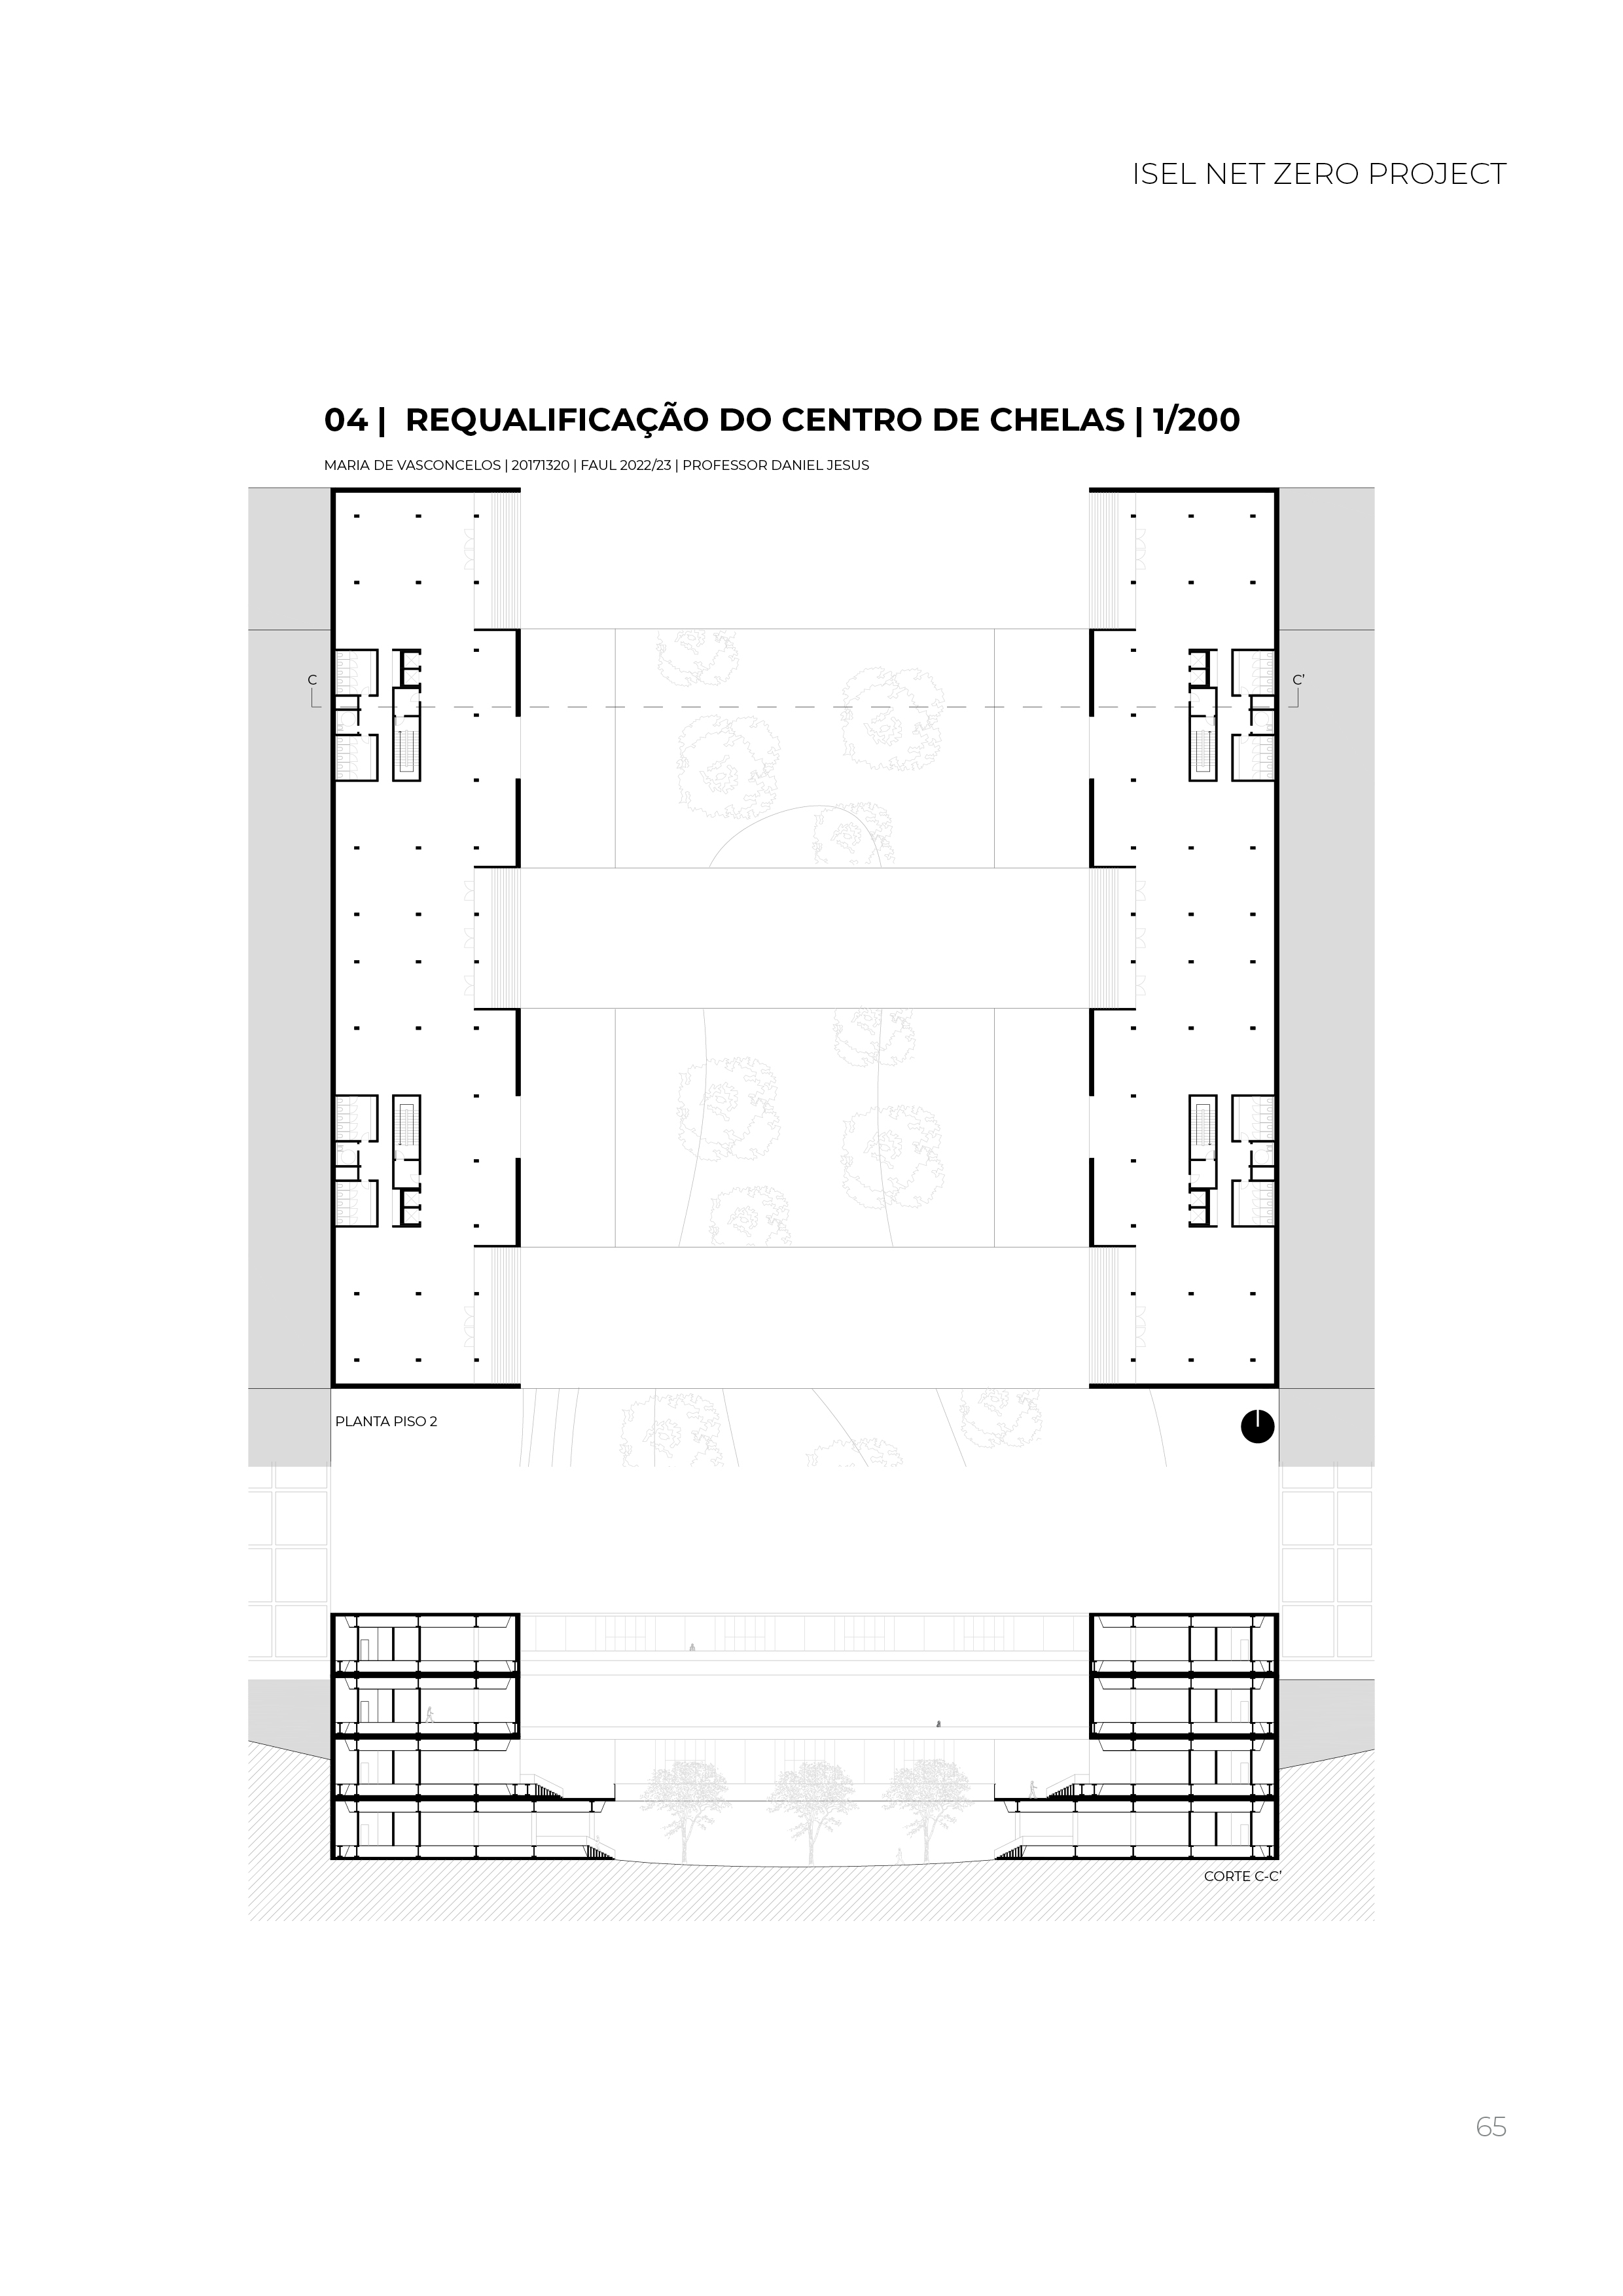 ISEL NET ZERO PROJECT
04 | REQUALIFICAÇÃO DO CENTRO DE CHELAS | 1/200
MARIA DE VASCONCELOS | 20171320 | FAUL 2022/23 | PROFESSOR DANIEL JESUS
C
C'
PLANTA PISO 2
CORTE C-C'
65